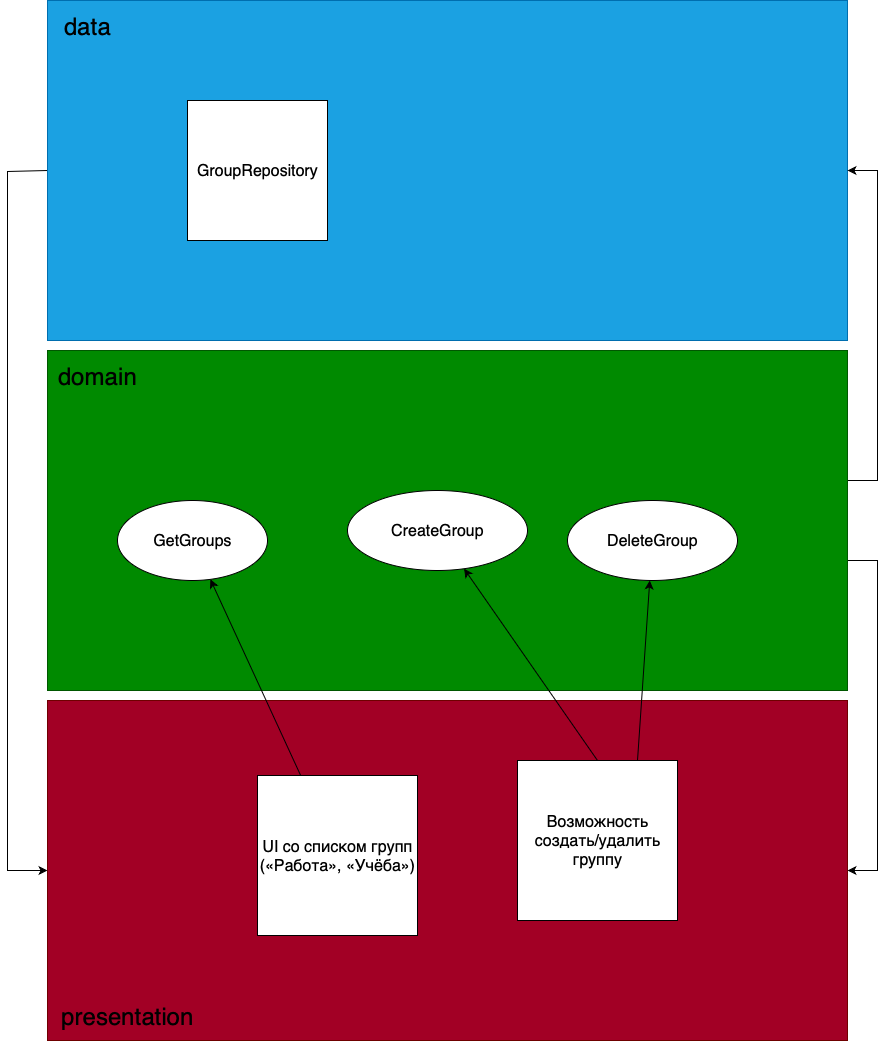 data
GroupRepository
domain
GetGroups
CreateGroup
DeleteGroup
UI со списком групп
(«Работа», «Учёба»)
Возможность
создать/удалить
группу
presentation